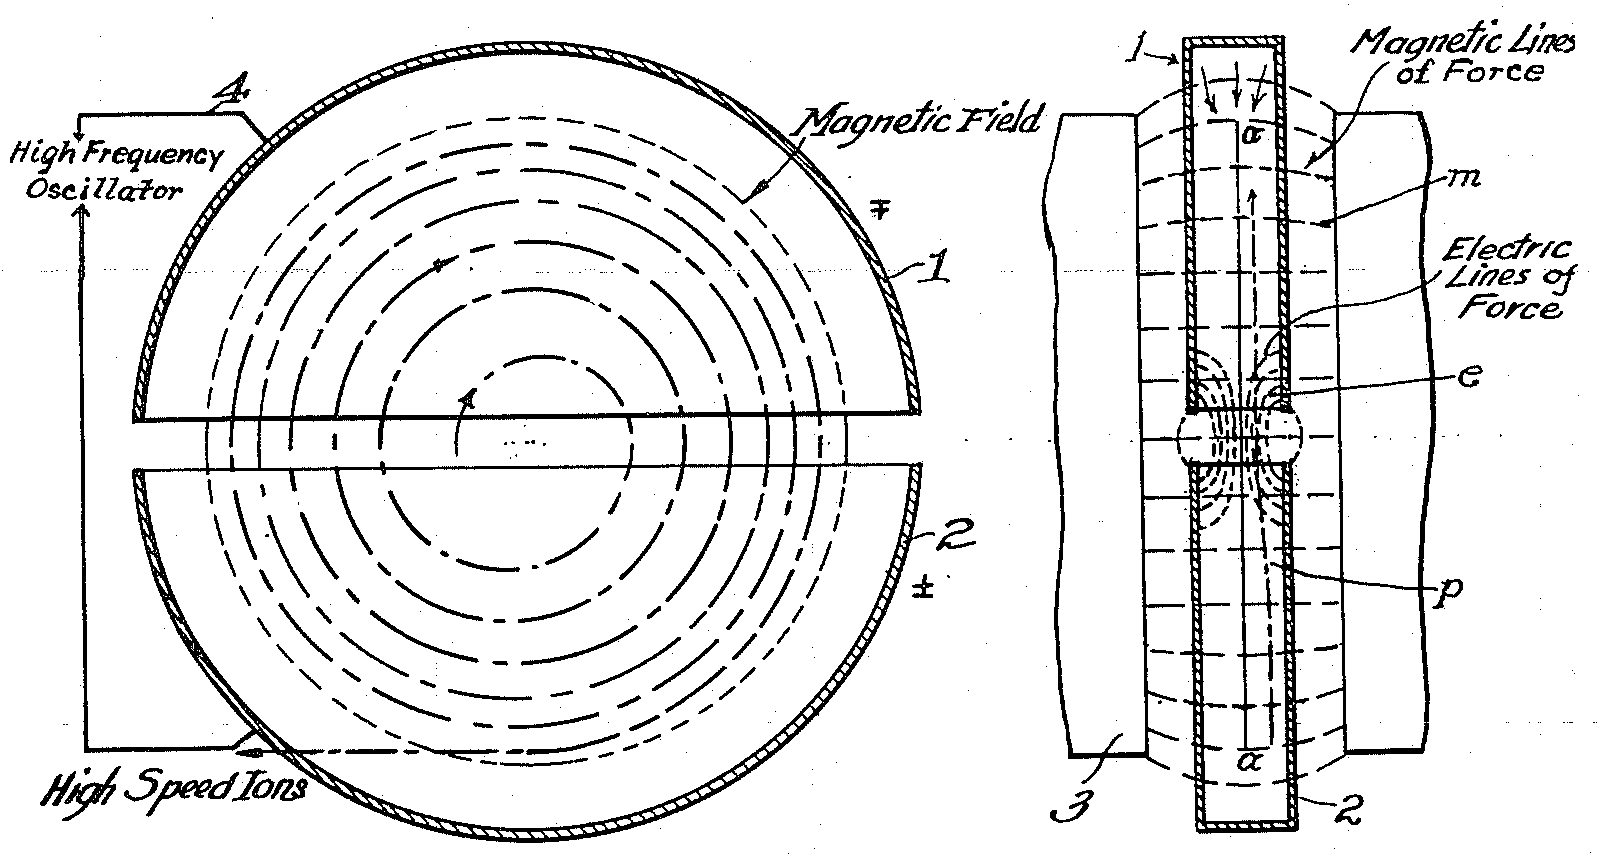 4
High Frequency
Oscillator
Magnetic Field
∓
1
2
±
High Speed Ions
1
Magnetic Lines
of Force
a
m
Electric
Lines of
Force
e
p
a
3
2